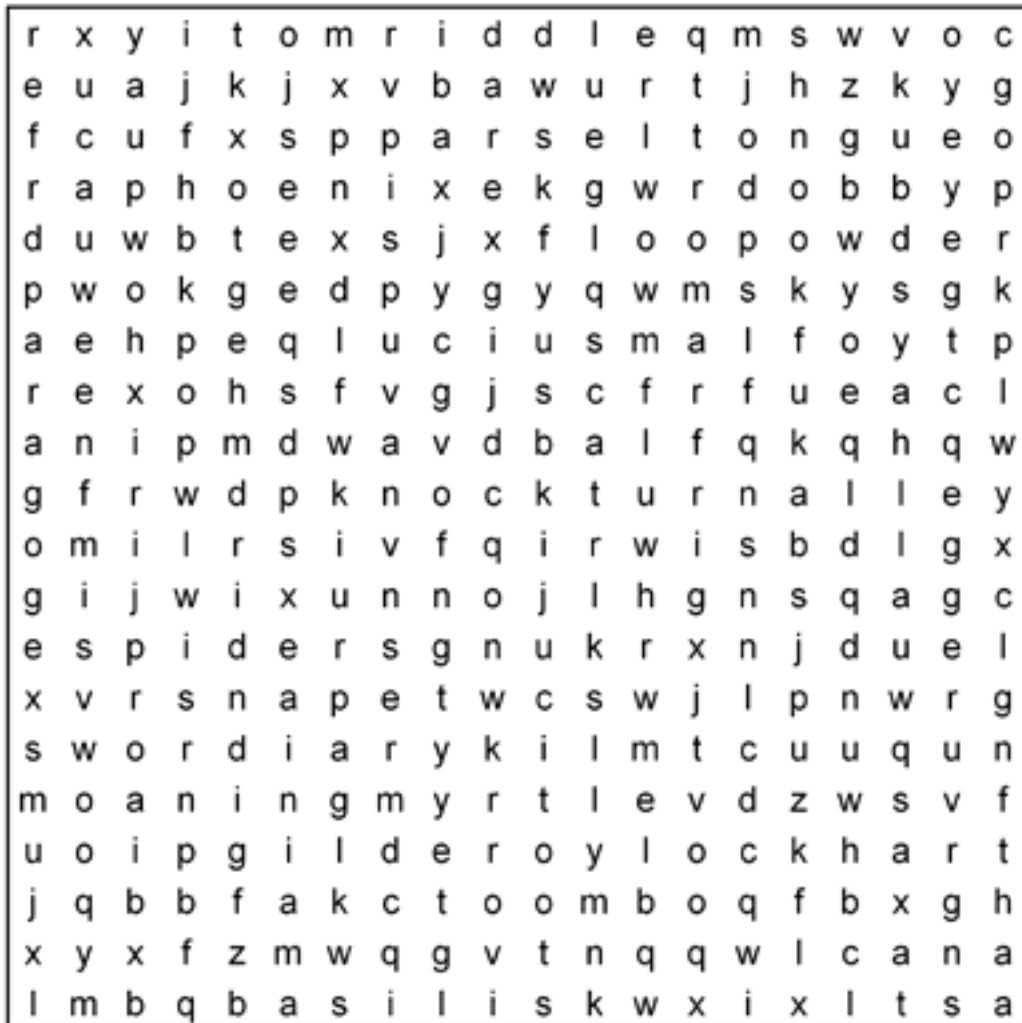 r x y i t o m r i d d l e q m s w v o c
e u a j k j x v b a w u r t j h z k y g
f c u f x s p p a r s e l t o n g u e o
r a p h o e n i x e k g w r d o b b y p
d u w b t e x s j x f l o o p o w d e r
p w o k g e d p y g y q w m s k y s g k
a e h p e q l u c i u s m a l f o y t p
r e x o h s f v g j s c f r f u e a c l
a n i p m d w a v d b a l f q k q h q w
g f r w d p k n o c k t u r n a l l e y
o m i l r s i v f q i r w i s b d l g x
g i j w i x u n n o j l h g n s q a g c
e s p i d e r s g n u k r x n j d u e l
x v r s n a p e t w c s w j l p n w r g
s w o r d i a r y k i l m t c u u q u n
m o a n i n g m y r t l e v d z w s v f
u o i p g i l d e r o y l o c k h a r t
j q b b f a k c t o o m b o q f b x g h
x y x f z m w q g v t n q q w l c a n a
l m b q b a s i l i s k w x i x l t s a